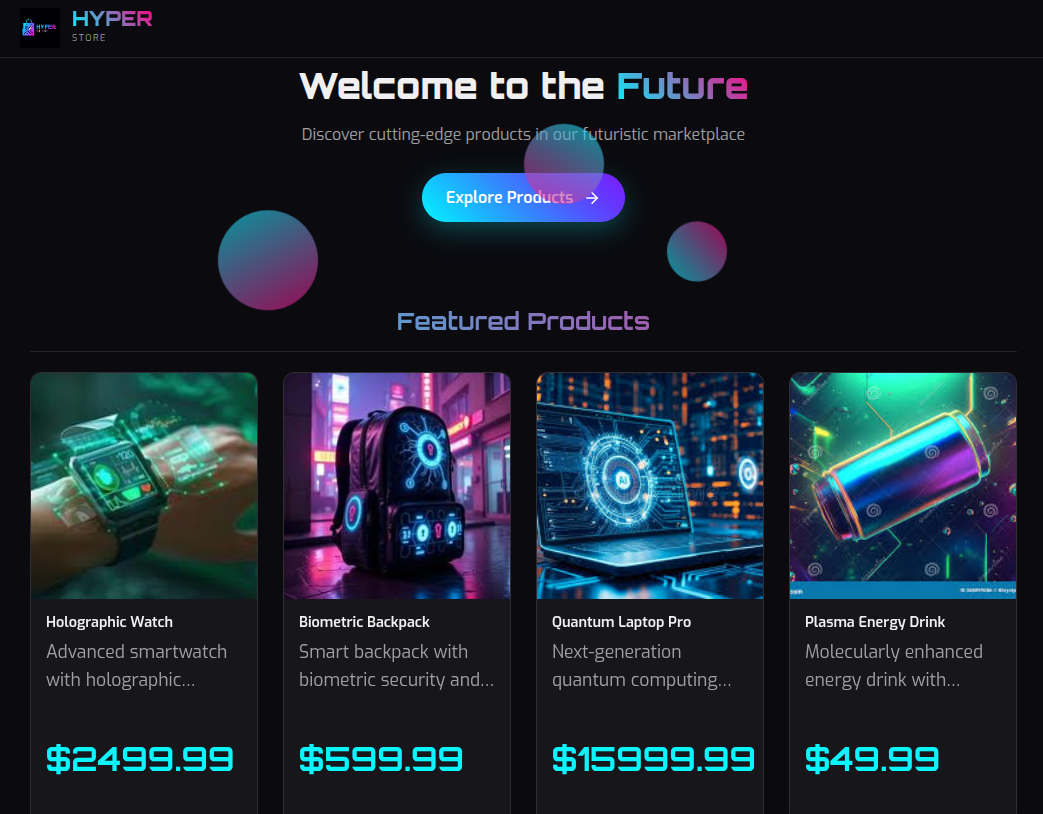 HYPER
STORE
Welcome to the Future
Discover cutting-edge products in our futuristic marketplace
Explore Products →
Featured Products
AI
Holographic Watch
Advanced smartwatch
with holographic...
Biometric Backpack
Smart backpack with
biometric security and...
Quantum Laptop Pro
Next-generation
quantum computing...
Plasma Energy Drink
Molecularly enhanced
energy drink with...
$2499.99
$599.99
$15999.99
$49.99